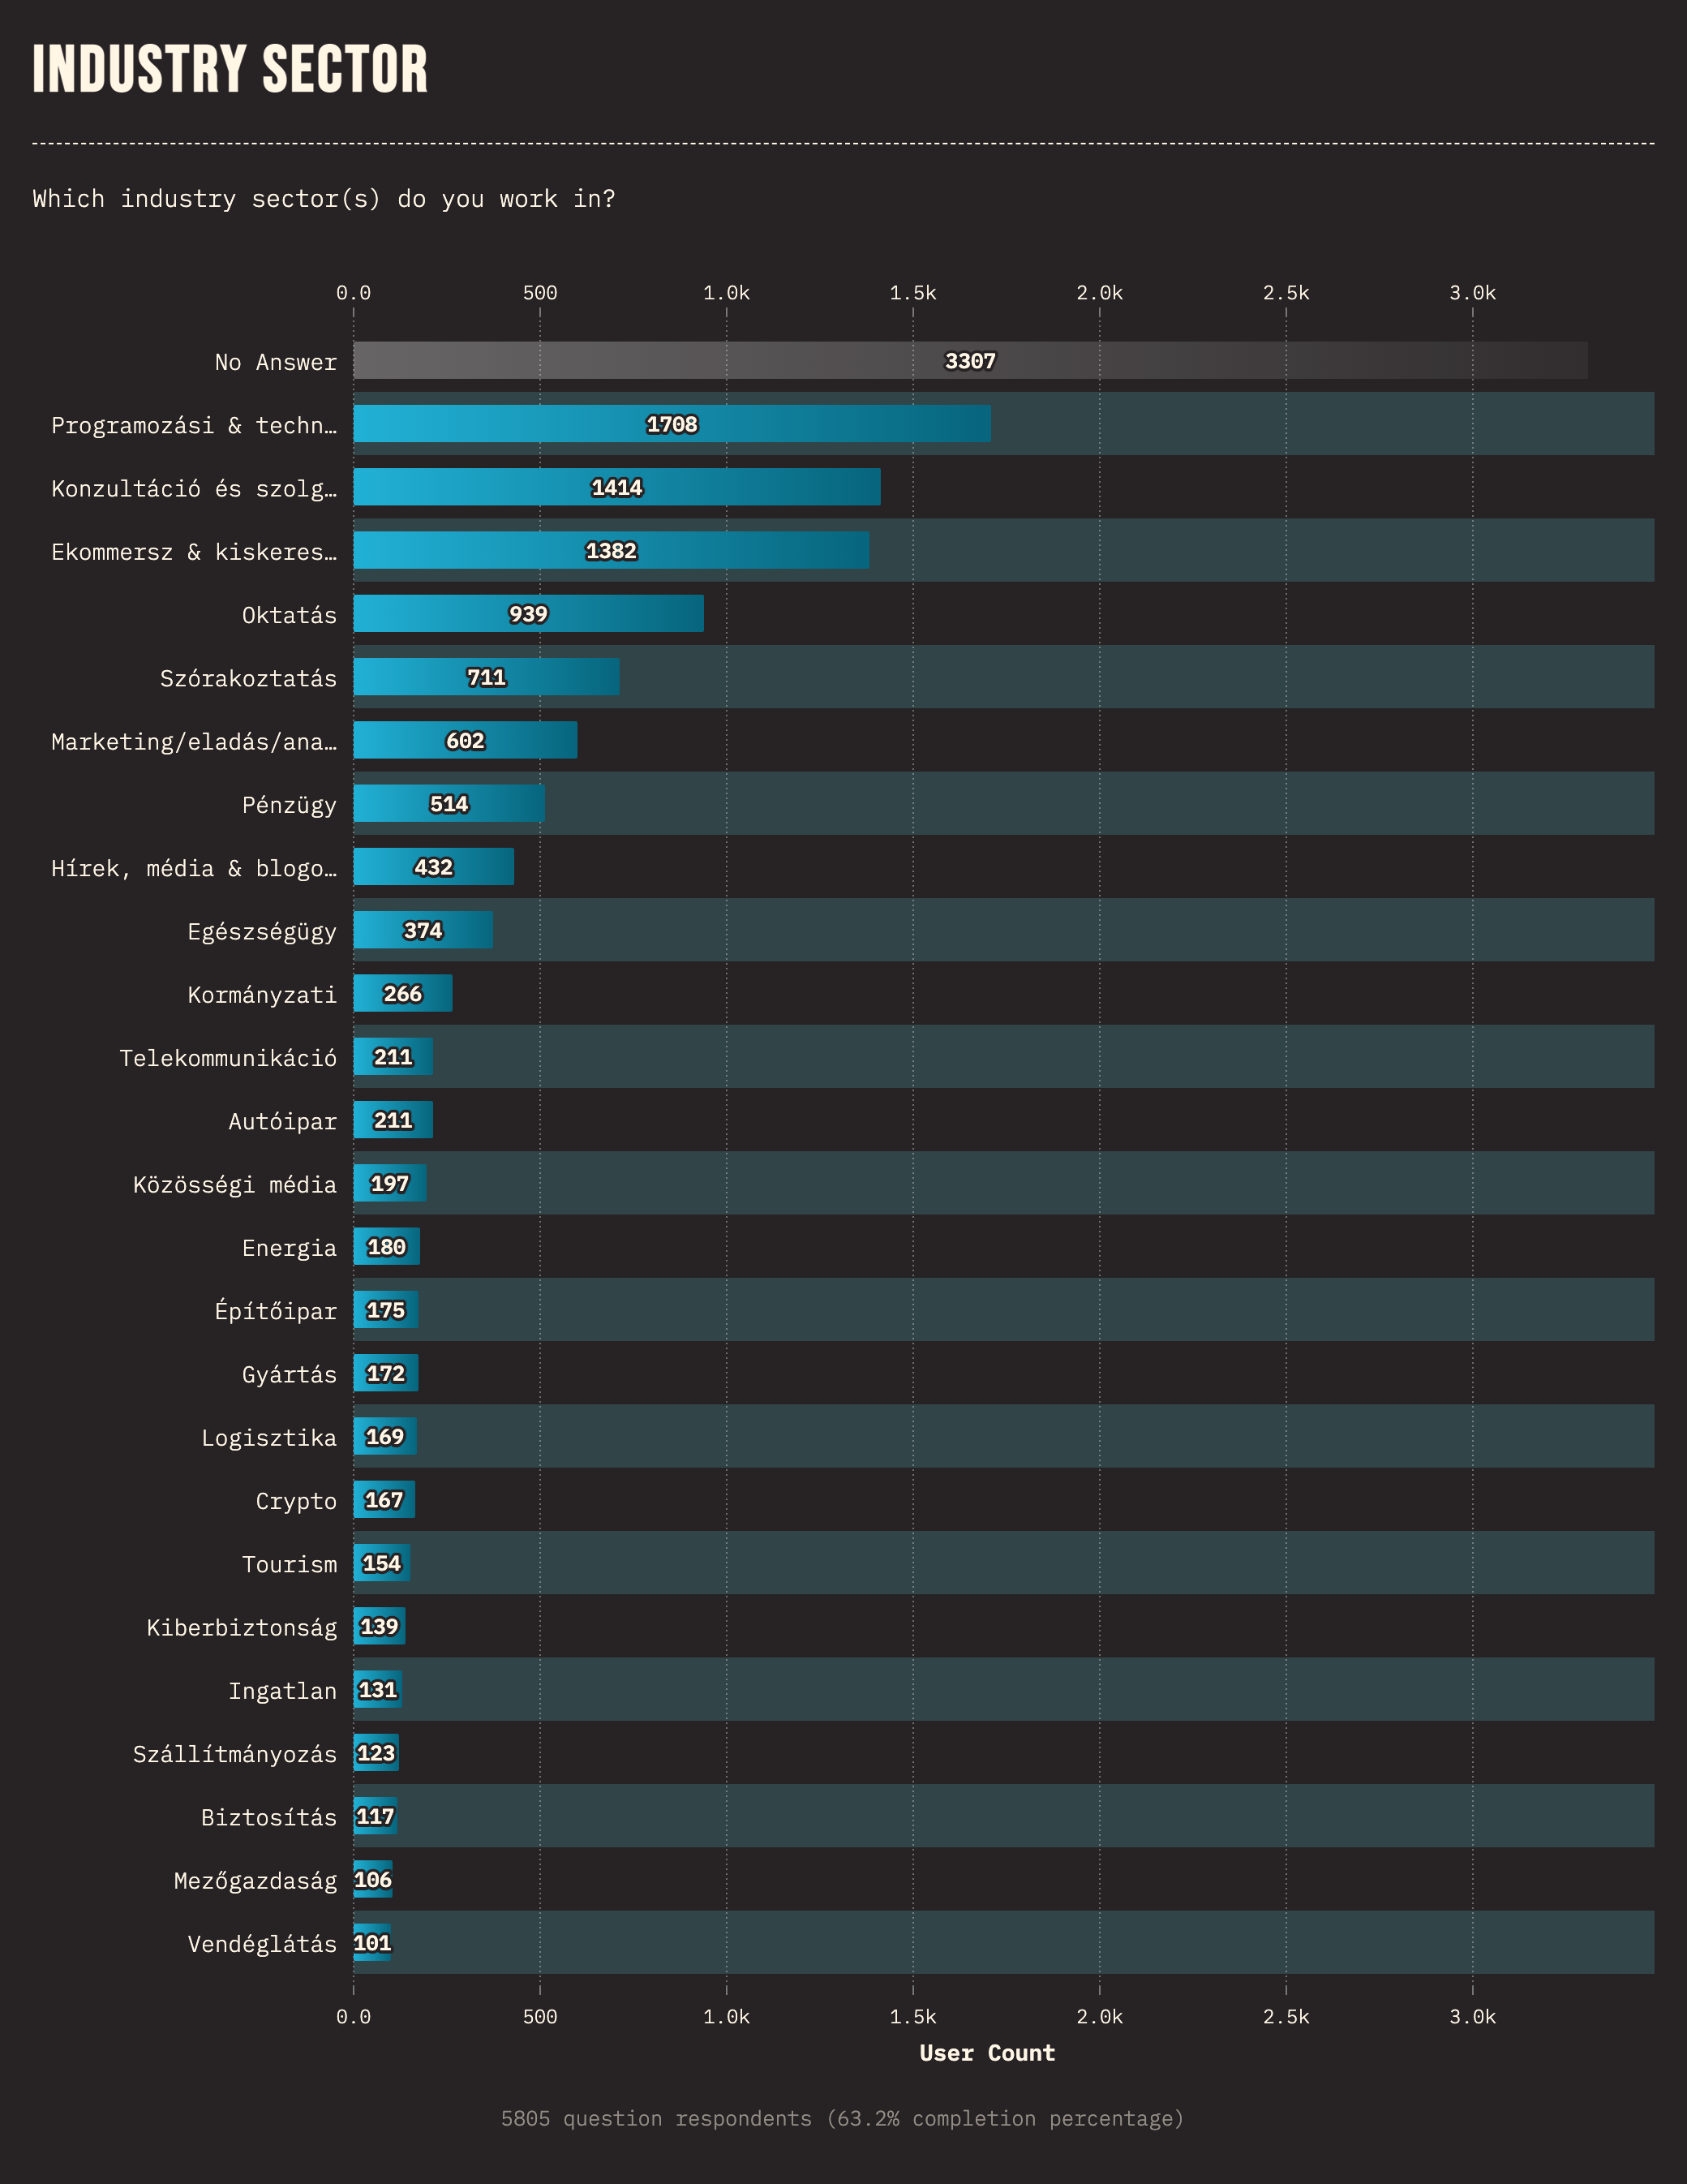 INDUSTRY SECTOR
Which industry sector(s) do you work in?
0.0 500 1.0k 1.5k 2.0k 2.5k 3.0k
No Answer 3307
Programozási & techn… 1708
Konzultáció és szolg… 1414
Ekommersz & kiskeres… 1382
Oktatás 939
Szórakoztatás 711
Marketing/eladás/ana… 602
Pénzügy 514
Hírek, média & blogo… 432
Egészségügy 374
Kormányzati 266
Telekommunikáció 211
Autóipar 211
Közösségi média 197
Energia 180
Építőipar 175
Gyártás 172
Logisztika 169
Crypto 167
Tourism 154
Kiberbiztonság 139
Ingatlan 131
Szállítmányozás 123
Biztosítás 117
Mezőgazdaság 106
Vendéglátás 101
0.0 500 1.0k 1.5k 2.0k 2.5k 3.0k
User Count
5805 question respondents (63.2% completion percentage)